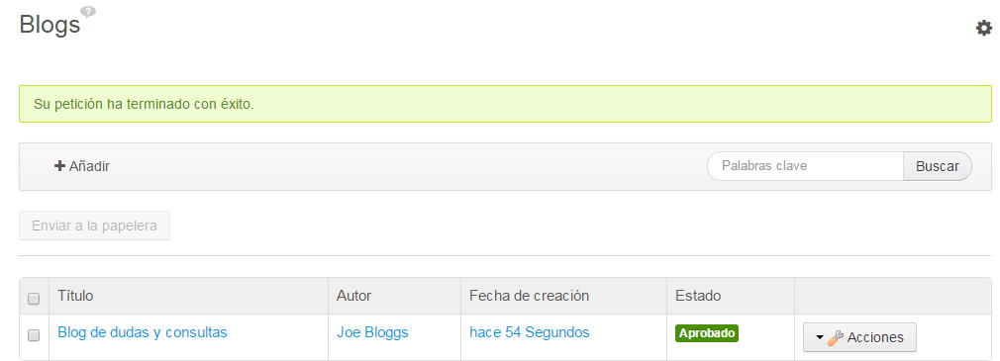 Blogs ?
Su petición ha terminado con éxito.
Añadir
Palabras clave Buscar
Enviar a la papelera
Título Autor Fecha de creación Estado
Blog de dudas y consultas Joe Bloggs hace 54 Segundos Aprobado Acciones